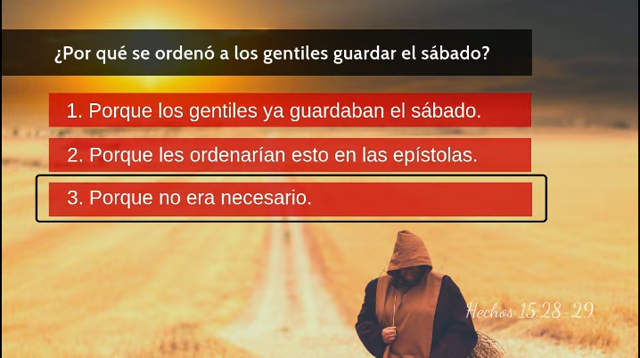 ¿Por qué se ordenó a los gentiles guardar el sábado?
1. Porque los gentiles ya guardaban el sábado.
2. Porque les ordenarían esto en las epístolas.
3. Porque no era necesario.
Hechos 15:28-29